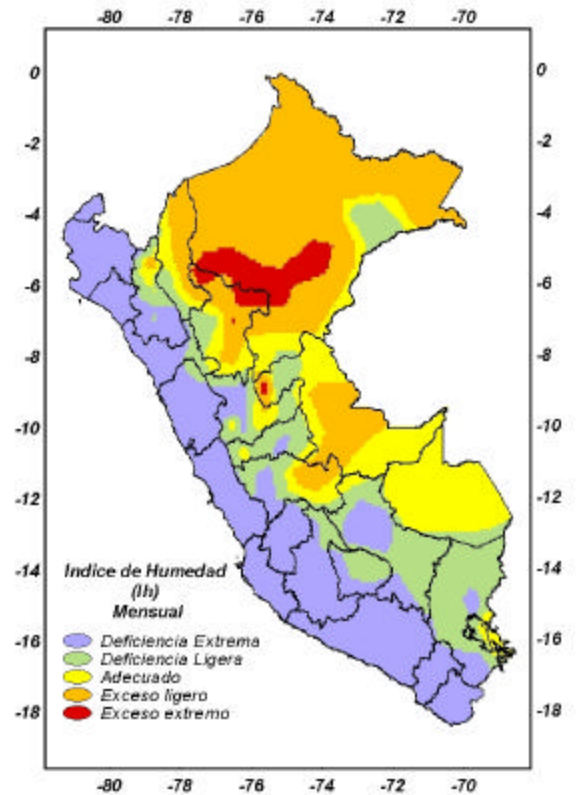 -80 -78 -76 -74 -72 -70
0 0
-2 -2
-4 -4
-6 -6
-8 -8
-10 -10
-12 -12
-14 -14
-16 -16
-18 -18
Indice de Humedad
(Ih)
Mensual
Deficiencia Extrema
Deficiencia Ligera
Adecuado
Exceso ligero
Exceso extremo
-80 -78 -76 -74 -72 -70